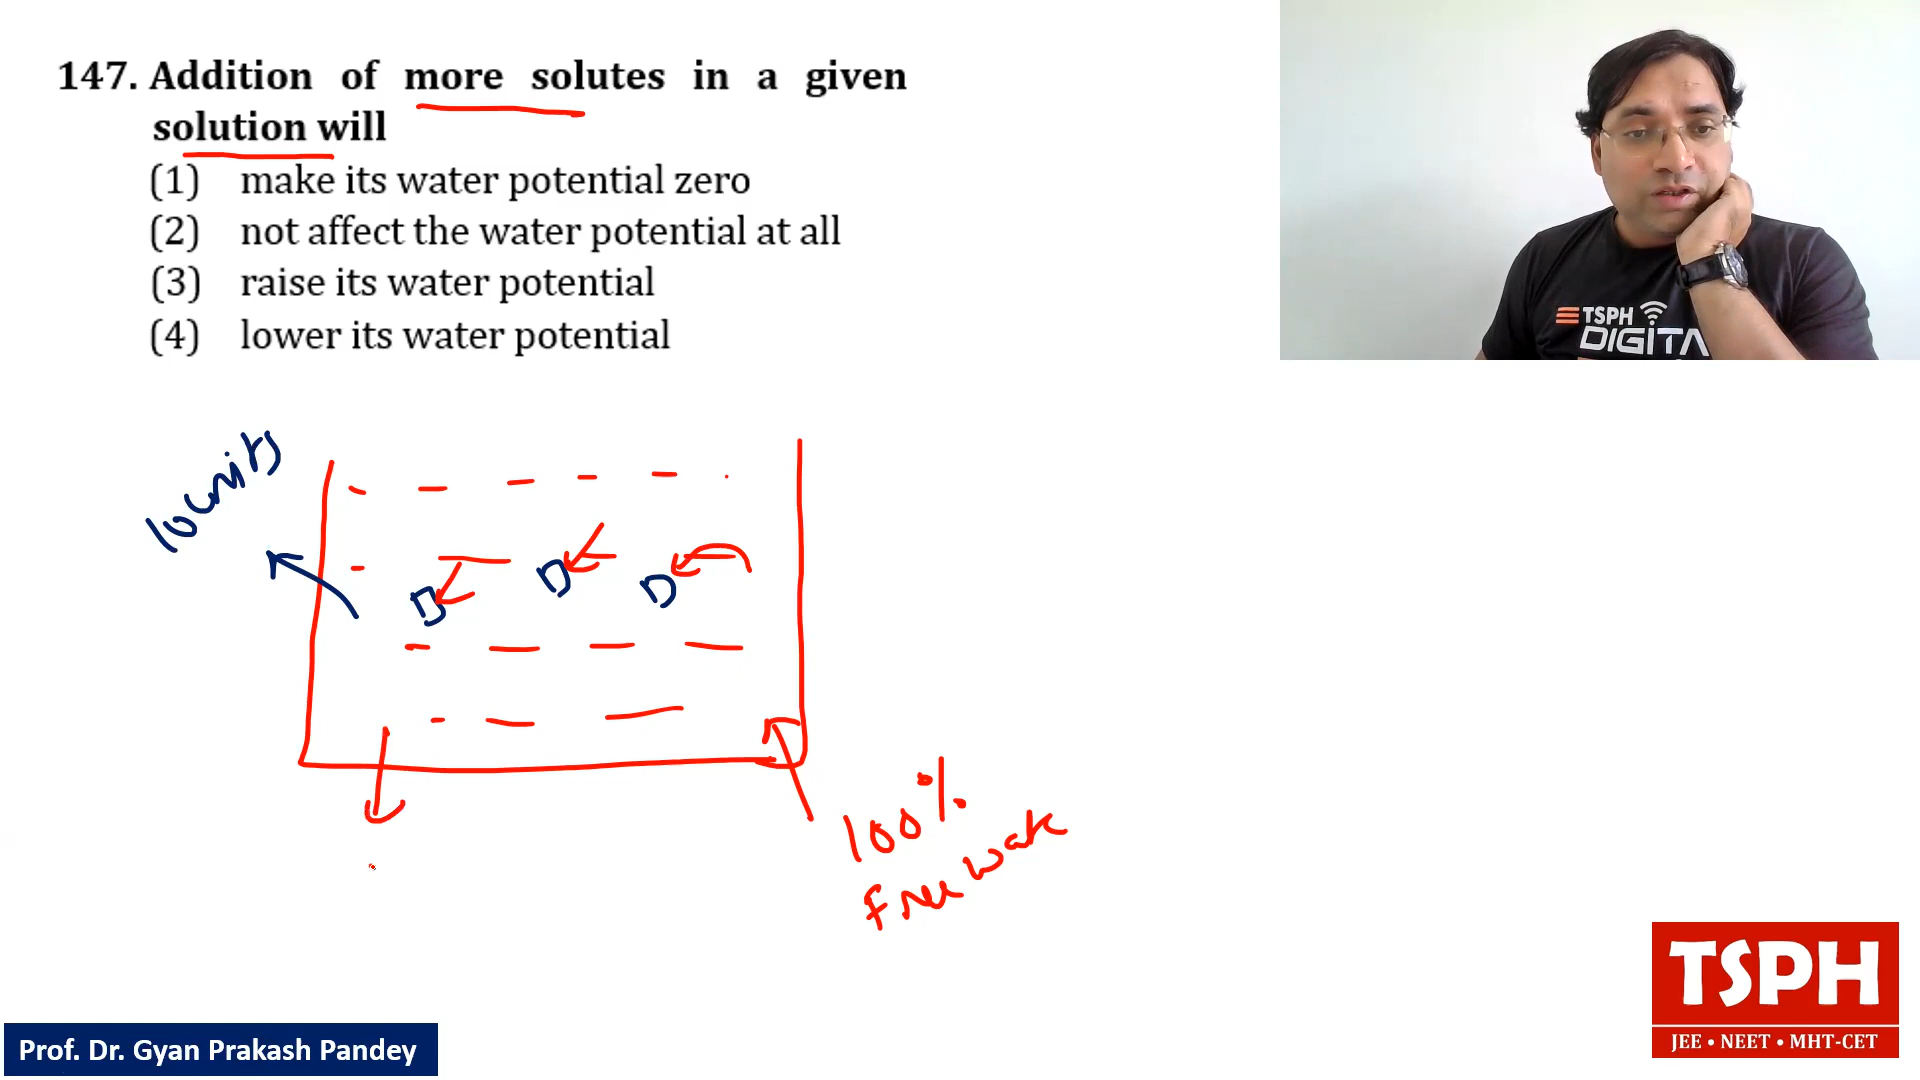 147. Addition of more solutes in a given
solution will
(1) make its water potential zero
(2) not affect the water potential at all
(3) raise its water potential
(4) lower its water potential
TSPH
DIGITA
10 units
D D D
100%
free wate
TSPH
JEE • NEET • MHT-CET
Prof. Dr. Gyan Prakash Pandey